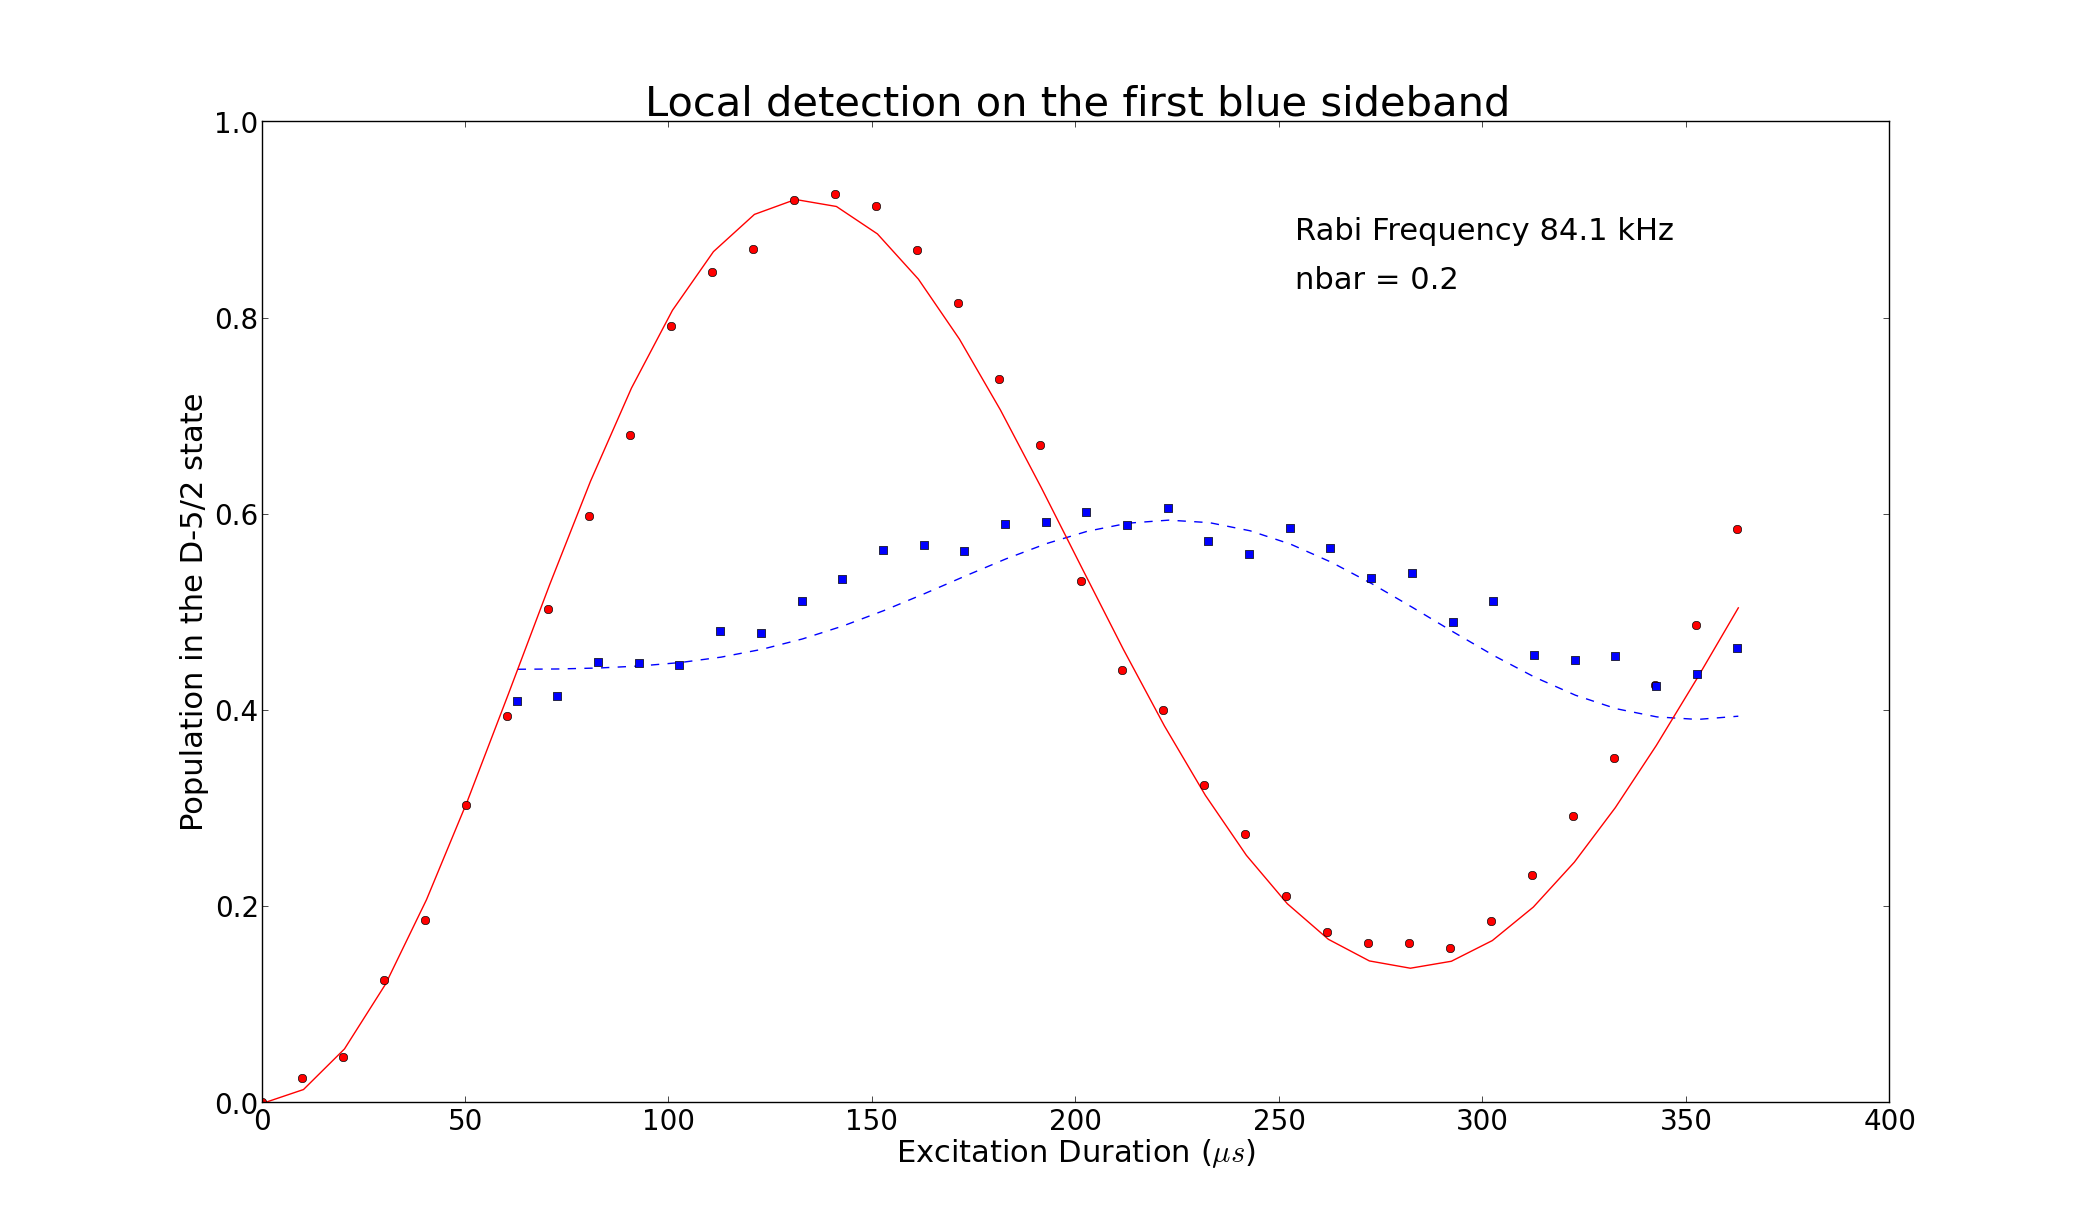 Local detection on the first blue sideband
Rabi Frequency 84.1 kHz
nbar = 0.2
Population in the D-5/2 state
1.0
0.8
0.6
0.4
0.2
0.0
0 50 100 150 200 250 300 350 400
Excitation Duration (μs)